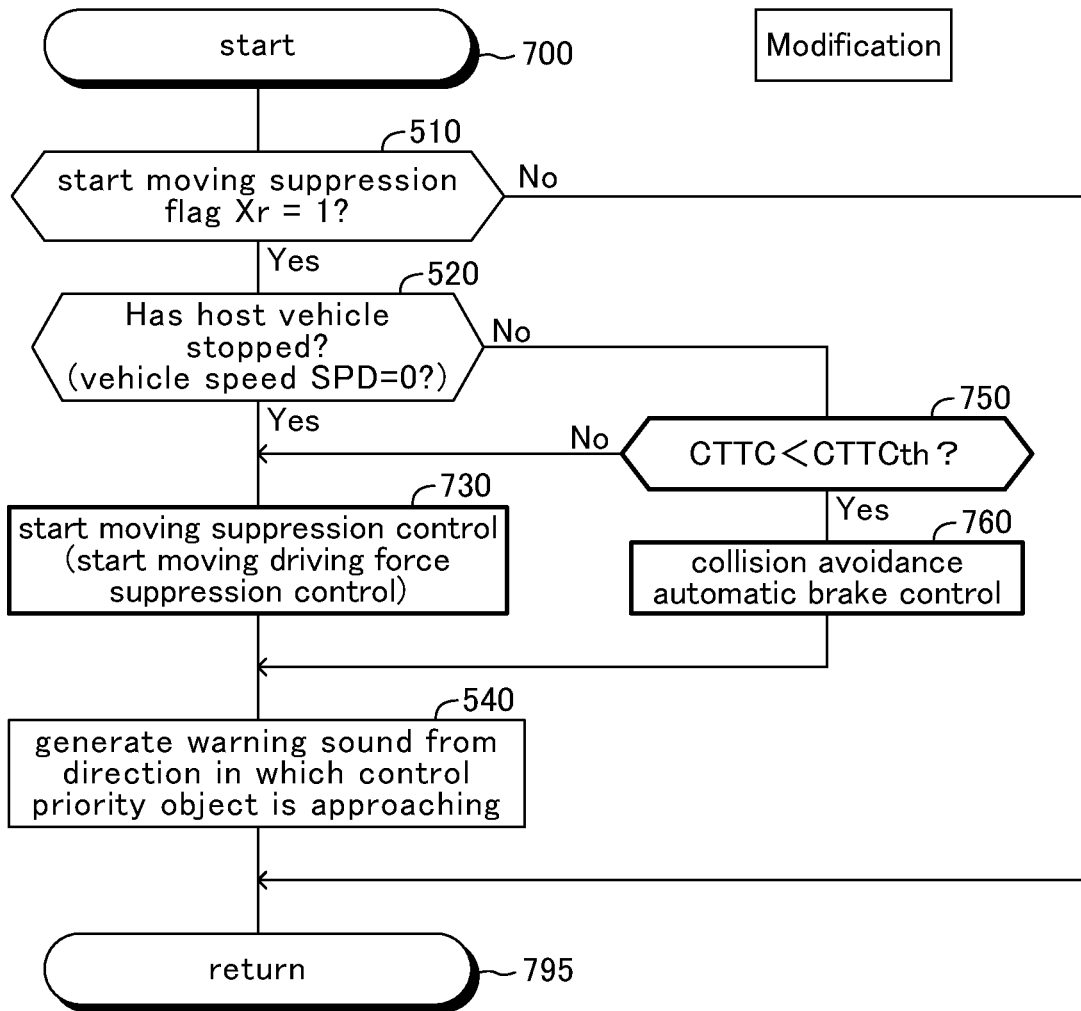 start
700
Modification
510
start moving suppression
flag Xr = 1?
No
Yes
520
Has host vehicle
stopped?
(vehicle speed SPD=0?)
No
Yes
750
CTTC＜CTTCth？
No
Yes
730
start moving suppression control
(start moving driving force
suppression control)
760
collision avoidance
automatic brake control
540
generate warning sound from
direction in which control
priority object is approaching
return
795